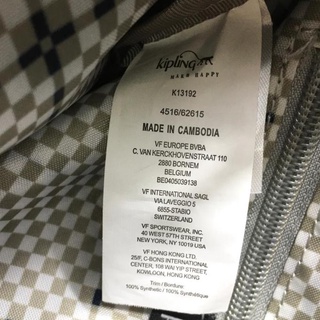 kipling
MAKE HAPPY
K13192
4516/62615
MADE IN CAMBODIA
VF EUROPE BVBA
C. VAN KERCKHOVENSTRAAT 110
2880 BORNEM
BELGIUM
BE0405039138
VF INTERNATIONAL SAGL
VIA LAVEGGIO 5
6855-STABIO
SWITZERLAND
VF SPORTSWEAR, INC.
40 WEST 57TH STREET
NEW YORK, NY 10019 USA
VF HONG KONG LTD.
25/F, C-BONS INTERNATIONAL
CENTER, 108 WAI YIP STREET,
KOWLOON, HONG KONG
Trim / Bordure:
100% Synthetic / 100% Synthétique